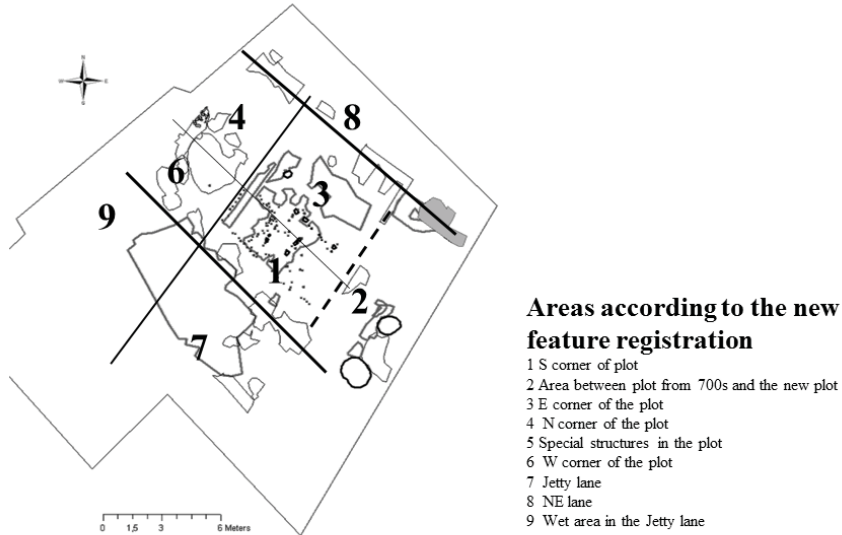 N
W
E
S
4
8
6
3
9
1
2
7
Areas according to the new
feature registration
1 S corner of plot
2 Area between plot from 700s and the new plot
3 E corner of the plot
4 N corner of the plot
5 Special structures in the plot
6 W corner of the plot
7 Jetty lane
8 NE lane
9 Wet area in the Jetty lane
0 1,5 3 6 Meters